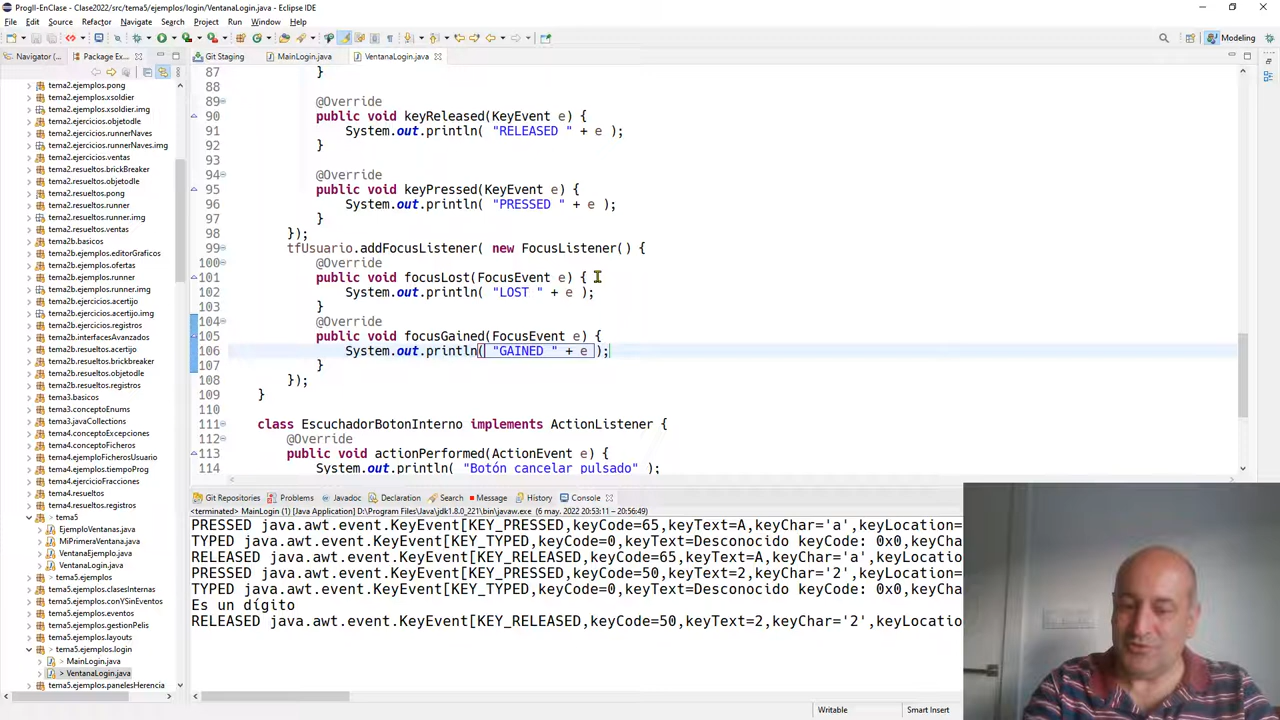 ProgII-EnClase - Clase2022/src/tema5/ejemplos/login/VentanaLogin.java - Eclipse IDE
File Edit Source Refactor Navigate Search Project Run Window Help
Modeling
Navigator (... Package Ex...
Git Staging MainLogin.java VentanaLogin.java
tema2.ejemplos.pong
tema2.ejemplos.xsoldier
tema2.ejemplos.xsoldier.img
tema2.ejercicios.objetodle
tema2.ejercicios.runnerNaves
tema2.ejercicios.runnerNaves.img
tema2.ejercicios.ventas
tema2.resueltos.brickBreaker
tema2.resueltos.objetodle
tema2.resueltos.pong
tema2.resueltos.runner
tema2.resueltos.runner.img
tema2.resueltos.ventas
tema2b.basicos
tema2b.ejemplos.editorGraficos
tema2b.ejemplos.ofertas
tema2b.ejemplos.runner
tema2b.ejemplos.runner.img
tema2b.ejercicios.acertijo
tema2b.ejercicios.acertijo.img
tema2b.ejercicios.registros
tema2b.interfacesAvanzados
tema2b.resueltos.acertijo
tema2b.resueltos.brickbreaker
tema2b.resueltos.registros
tema3.basicos
tema3.conceptoEnums
tema3.javaCollections
tema4.conceptoExcepciones
tema4.conceptoFicheros
tema4.ejemploFicherosUsuario
tema4.ejemplos.tiempoProg
tema4.ejercicioFracciones
tema4.resueltos
tema4.resueltos.registros
tema5
EjemploVentanas.java
MiPrimeraVentana.java
VentanaEjemplo.java
VentanaLogin.java
tema5.ejemplos
tema5.ejemplos.clasesInternas
tema5.ejemplos.conYSinEventos
tema5.ejemplos.eventos
tema5.ejemplos.gestionPelis
tema5.ejemplos.layouts
> tema5.ejemplos.login
> MainLogin.java
> VentanaLogin.java
tema5.ejemplos.panelesHerencia
87 }
88
89 @Override
90 public void keyReleased(KeyEvent e) {
91 System.out.println( "RELEASED " + e );
92 }
93
94 @Override
95 public void keyPressed(KeyEvent e) {
96 System.out.println( "PRESSED " + e );
97 }
98 });
99 tfUsuario.addFocusListener( new FocusListener() {
100 @Override
101 public void focusLost(FocusEvent e) {
102 System.out.println( "LOST " + e );
103 }
104 @Override
105 public void focusGained(FocusEvent e) {
106 System.out.println( "GAINED " + e );
107 }
108 });
109 }
110
111 class EscuchadorBotonInterno implements ActionListener {
112 @Override
113 public void actionPerformed(ActionEvent e) {
114 System.out.println( "Botón cancelar pulsado" );
Git Repositories Problems Javadoc Declaration Search Message History Console
<terminated> MainLogin (1) [Java Application] D:\Program Files\Java\jdk1.8.0_221\bin\javaw.exe (6 may. 2022 20:53:11 – 20:56:49)
PRESSED java.awt.event.KeyEvent[KEY_PRESSED,keyCode=65,keyText=A,keyChar='a',keyLocation=
TYPED java.awt.event.KeyEvent[KEY_TYPED,keyCode=0,keyText=Desconocido keyCode: 0x0,keyCha
RELEASED java.awt.event.KeyEvent[KEY_RELEASED,keyCode=65,keyText=A,keyChar='a',keyLocatio
PRESSED java.awt.event.KeyEvent[KEY_PRESSED,keyCode=50,keyText=2,keyChar='2',keyLocation=
TYPED java.awt.event.KeyEvent[KEY_TYPED,keyCode=0,keyText=Desconocido keyCode: 0x0,keyCha
Es un dígito
RELEASED java.awt.event.KeyEvent[KEY_RELEASED,keyCode=50,keyText=2,keyChar='2',keyLocatio
Writable Smart Insert